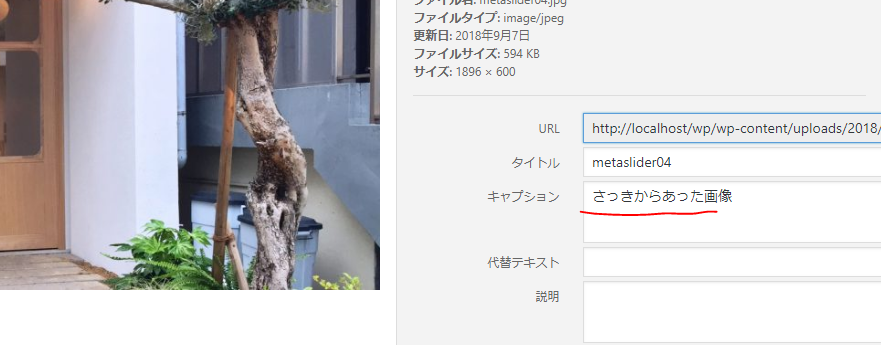 ファイル名: metaslider04.jpg
ファイルタイプ: image/jpeg
更新日: 2018年9月7日
ファイルサイズ: 594 KB
サイズ: 1896 × 600
URL http://localhost/wp/wp-content/uploads/2018/
タイトル metaslider04
キャプション さっきからあった画像
代替テキスト
説明